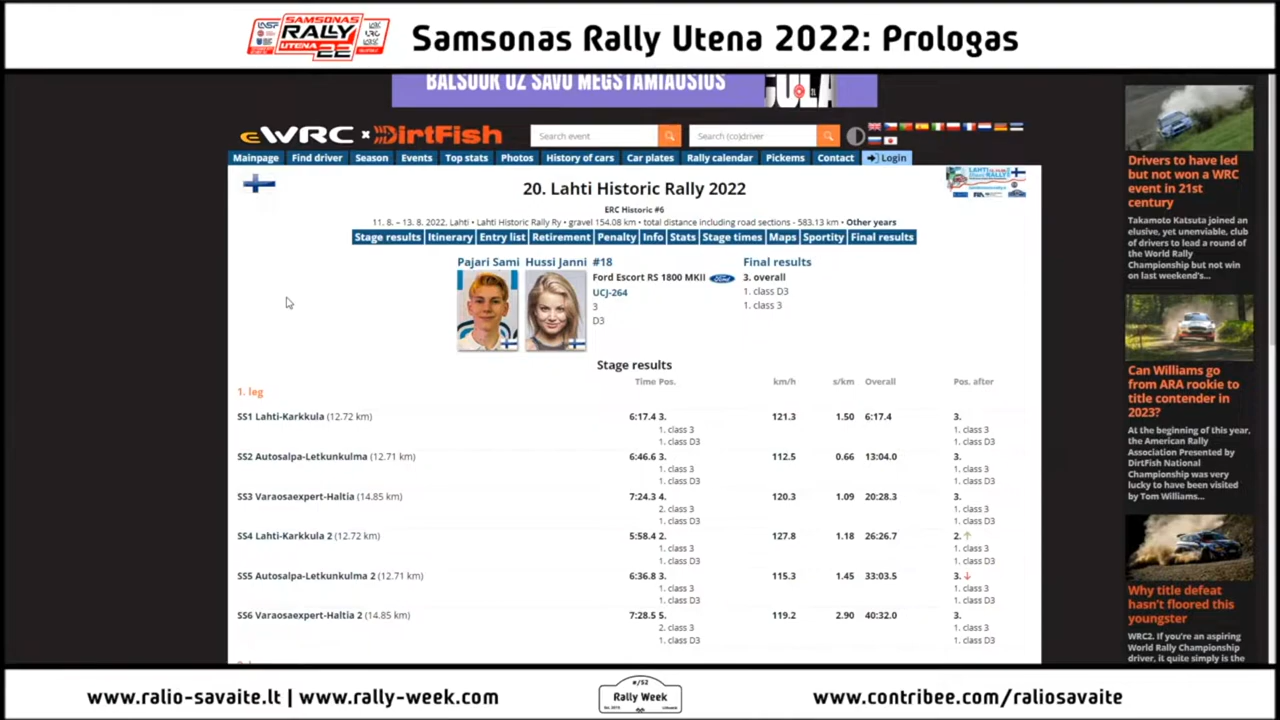 SAMSONAS
RALLY
UTENA 22
Samsonas Rally Utena 2022: Prologas
BALSUOK UŽ SAVO MĖGSTAMIAUSIUS
eWRC × DirtFish
Search event
Search (co)driver
Mainpage Find driver Season Events Top stats Photos History of cars Car plates Rally calendar Pickems Contact Login
20. Lahti Historic Rally 2022
ERC Historic #6
11. 8. – 13. 8. 2022, Lahti • Lahti Historic Rally Ry • gravel 154.08 km • total distance including road sections - 583.13 km • Other years
Stage results Itinerary Entry list Retirement Penalty Info Stats Stage times Maps Sportity Final results
Pajari Sami Hussi Janni #18 Final results
Ford Escort RS 1800 MKII 3. overall
UCJ-264 1. class D3
3 1. class 3
D3
Stage results
Time Pos. km/h s/km Overall Pos. after
1. leg
SS1 Lahti-Karkkula (12.72 km) 6:17.4 3. 121.3 1.50 6:17.4 3.
1. class 3 1. class 3
1. class D3 1. class D3
SS2 Autosalpa-Letkunkulma (12.71 km) 6:46.6 3. 112.5 0.66 13:04.0 3.
1. class 3 1. class 3
1. class D3 1. class D3
SS3 Varaosaexpert-Haltia (14.85 km) 7:24.3 4. 120.3 1.09 20:28.3 3.
2. class 3 1. class 3
1. class D3 1. class D3
SS4 Lahti-Karkkula 2 (12.72 km) 5:58.4 2. 127.8 1.18 26:26.7 2. ↑
1. class 3 1. class 3
1. class D3 1. class D3
SS5 Autosalpa-Letkunkulma 2 (12.71 km) 6:36.8 3. 115.3 1.45 33:03.5 3. ↓
1. class 3 1. class 3
1. class D3 1. class D3
SS6 Varaosaexpert-Haltia 2 (14.85 km) 7:28.5 5. 119.2 2.90 40:32.0 3.
2. class 3 1. class 3
1. class D3 1. class D3
Drivers to have led
but not won a WRC
event in 21st
century
Takamoto Katsuta joined an
elusive, yet unenviable, club
of drivers to lead a round of
the World Rally
Championship but not win
on last weekend's...
Can Williams go
from ARA rookie to
title contender in
2023?
At the beginning of this year,
the American Rally
Association Presented by
DirtFish National
Championship was very
lucky to have been visited
by Tom Williams...
Why title defeat
hasn't floored this
youngster
WRC2. If you're an aspiring
World Rally Championship
driver, it quite simply is the
www.ralio-savaite.lt | www.rally-week.com
#/52
Rally Week
www.contribee.com/raliosavaite